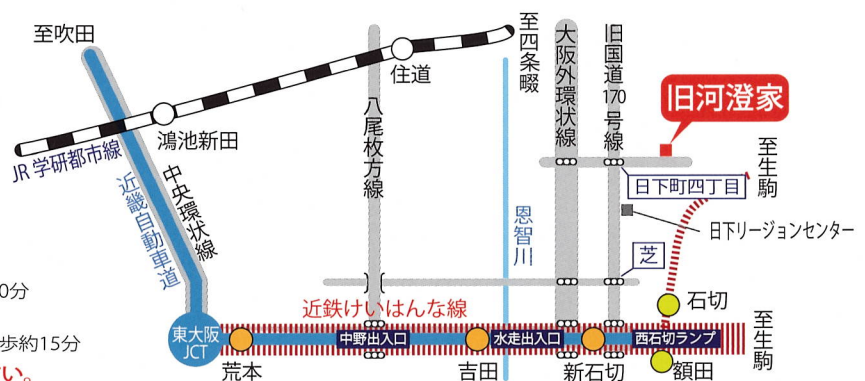 至吹田
至四条畷
大阪外環状線
旧国道170号線
住道
鴻池新田
JR学研都市線
近畿自動車道
中央環状線
八尾枚方線
恩智川
旧河澄家
至生駒
日下町四丁目
日下リージョンセンター
芝
0分
近鉄けいはんな線
石切
歩約15分
東大阪
JCT
中野出入口
水走出入口
西石切ランプ
至生駒
荒本
吉田
新石切
額田
い。